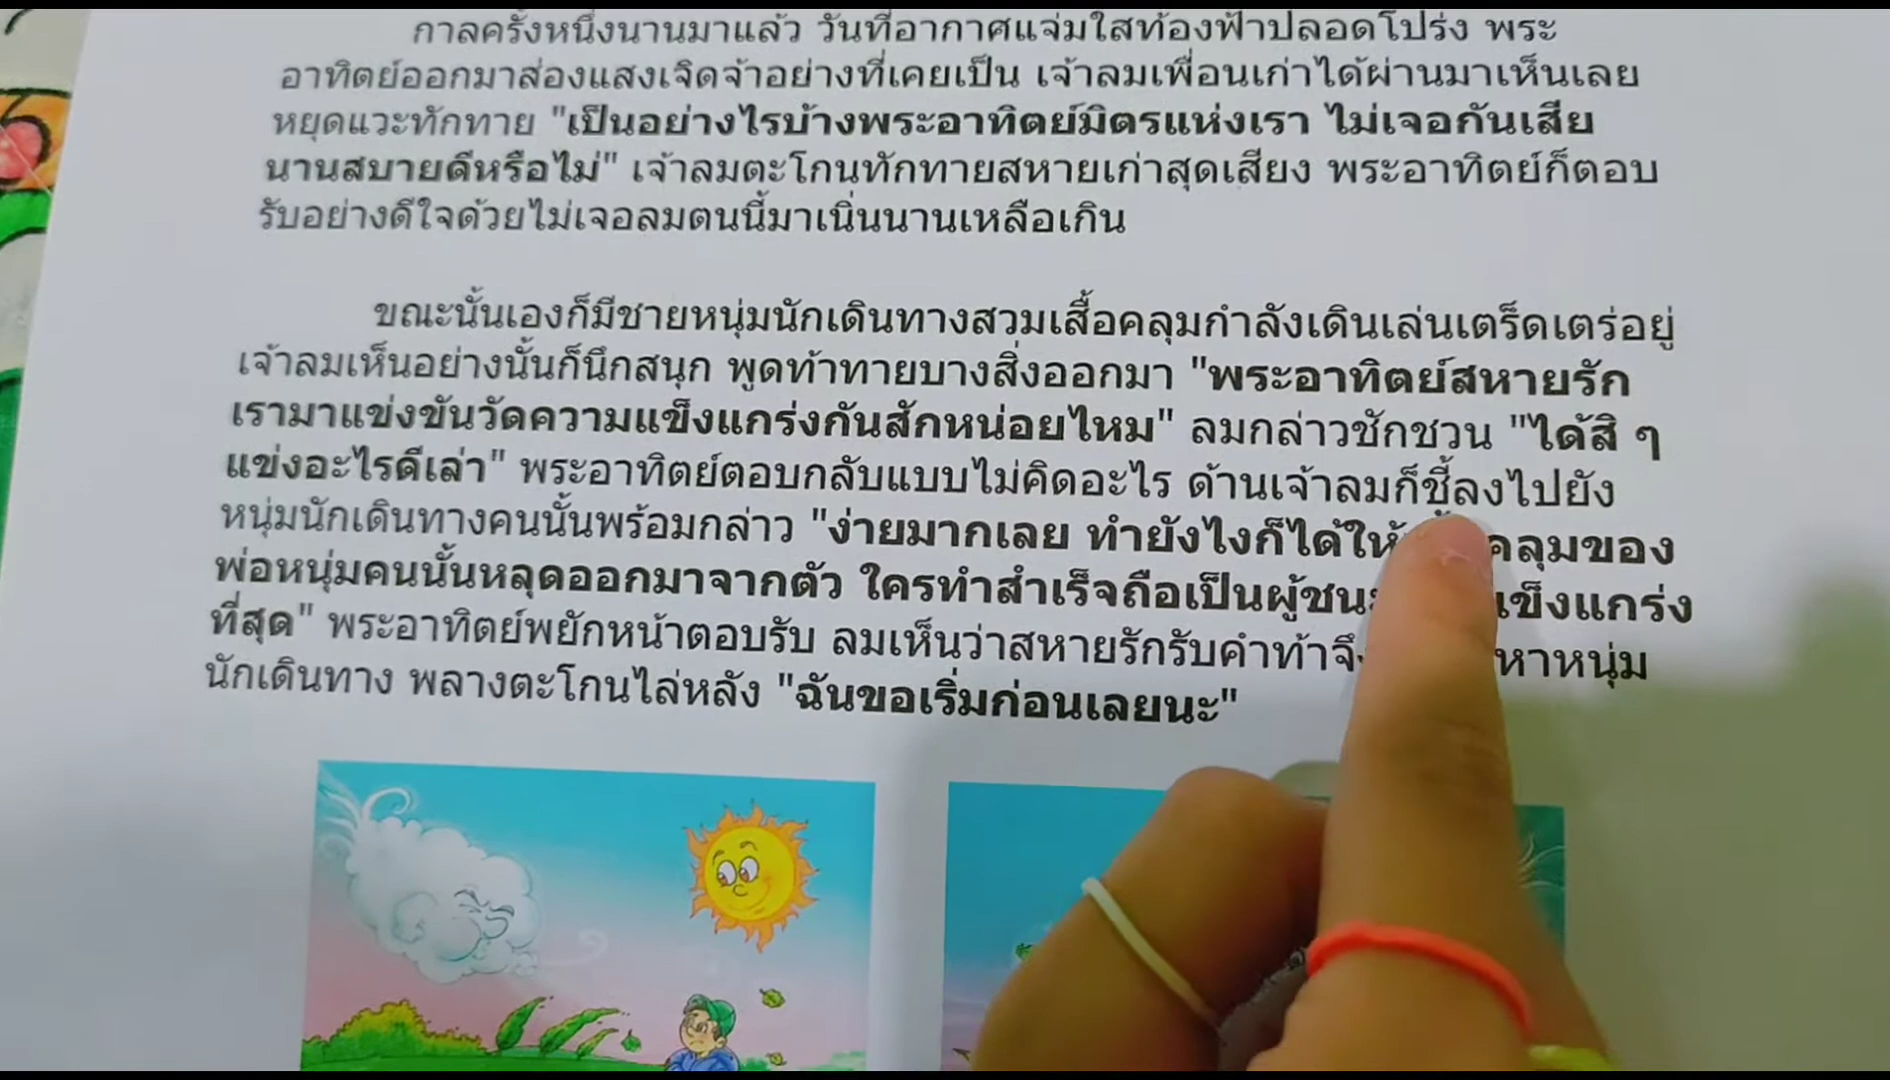 กาลครั้งหนึ่งนานมาแล้ว วันที่อากาศแจ่มใสท้องฟ้าปลอดโปร่ง พระ
อาทิตย์ออกมาส่องแสงเจิดจ้าอย่างที่เคยเป็น เจ้าลมเพื่อนเก่าได้ผ่านมาเห็นเลย
หยุดแวะทักทาย "เป็นอย่างไรบ้างพระอาทิตย์มิตรแห่งเรา ไม่เจอกันเสีย
นานสบายดีหรือไม่" เจ้าลมตะโกนทักทายสหายเก่าสุดเสียง พระอาทิตย์ก็ตอบ
รับอย่างดีใจด้วยไม่เจอลมตนนี้มาเนิ่นนานเหลือเกิน
ขณะนั้นเองก็มีชายหนุ่มนักเดินทางสวมเสื้อคลุมกำลังเดินเล่นเตร็ดเตร่อยู่
เจ้าลมเห็นอย่างนั้นก็นึกสนุก พูดท้าทายบางสิ่งออกมา "พระอาทิตย์สหายรัก
เรามาแข่งขันวัดความแข็งแกร่งกันสักหน่อยไหม" ลมกล่าวชักชวน "ได้สิ ๆ
แข่งอะไรดีเล่า" พระอาทิตย์ตอบกลับแบบไม่คิดอะไร ด้านเจ้าลมก็ชี้ลงไปยัง
หนุ่มนักเดินทางคนนั้นพร้อมกล่าว "ง่ายมากเลย ทำยังไงก็ได้ให้ คลุมของ
พ่อหนุ่มคนนั้นหลุดออกมาจากตัว ใครทำสำเร็จถือเป็นผู้ชนะ แข็งแกร่ง
ที่สุด" พระอาทิตย์พยักหน้าตอบรับ ลมเห็นว่าสหายรักรับคำท้าจึง หาหนุ่ม
นักเดินทาง พลางตะโกนไล่หลัง "ฉันขอเริ่มก่อนเลยนะ"